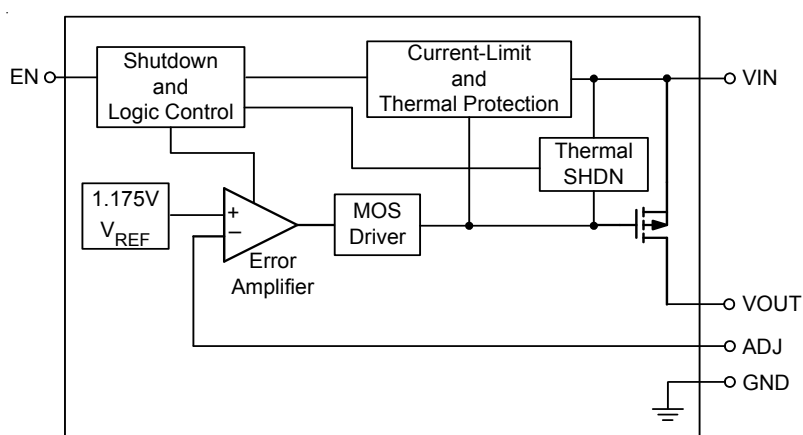 EN
Shutdown
and
Logic Control
Current-Limit
and
Thermal Protection
VIN
Thermal
SHDN
1.175V
VREF
+
−
MOS
Driver
Error
Amplifier
VOUT
ADJ
GND